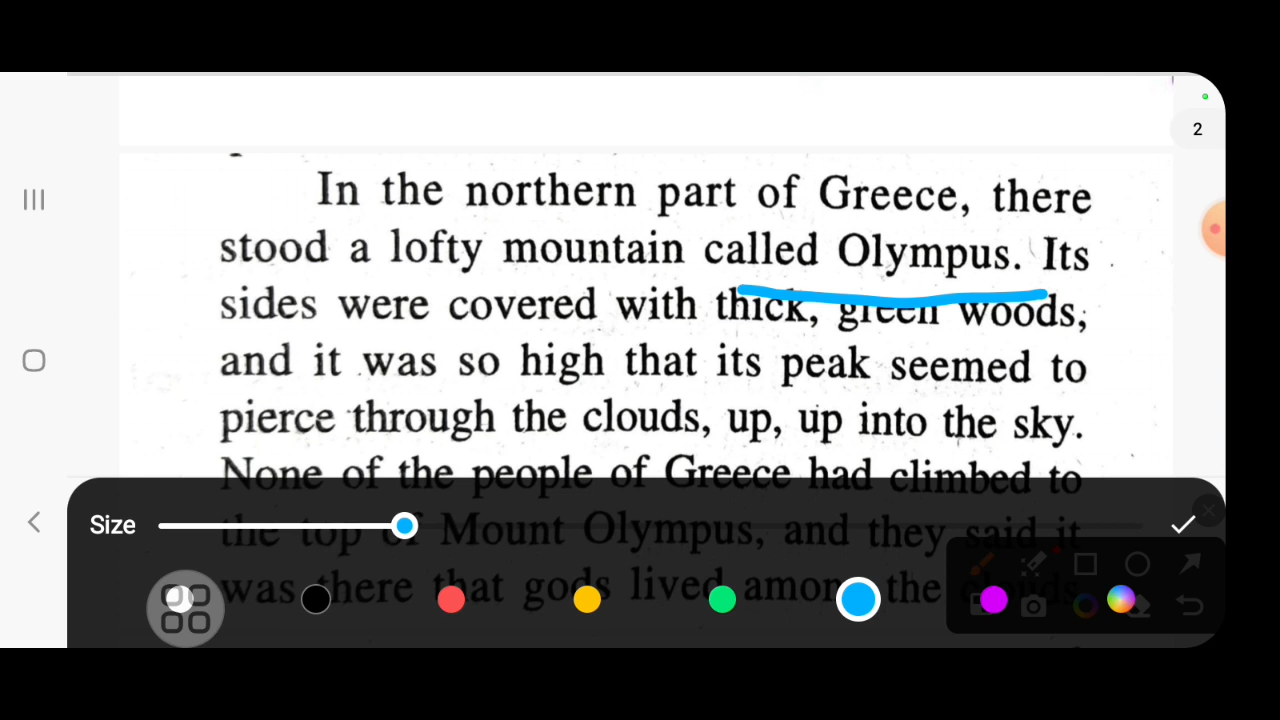 2
In the northern part of Greece, there
stood a lofty mountain called Olympus. Its
sides were covered with thick, green woods,
and it was so high that its peak seemed to
pierce through the clouds, up, up into the sky.
None of the people of Greece had climbed to
Size
the top of Mount Olympus, and they said it
was there that gods lived among the clouds.